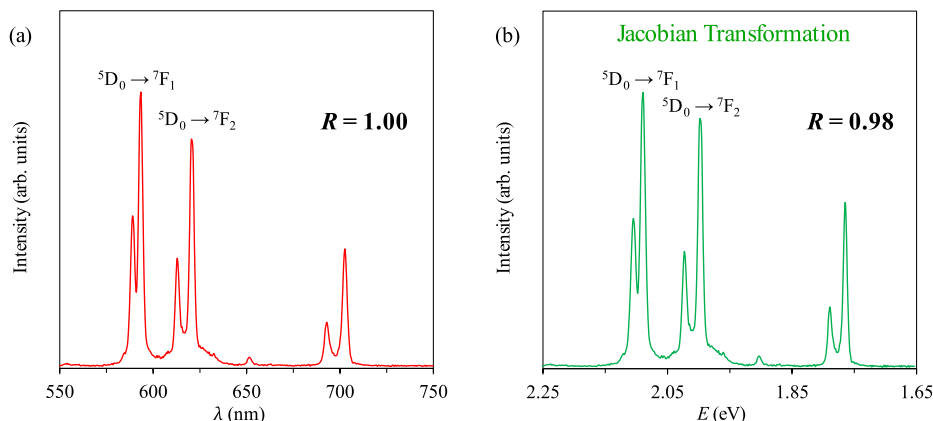 (a)
⁵D₀ → ⁷F₁
⁵D₀ → ⁷F₂
R = 1.00
Intensity (arb. units)
550 600 650 700 750
λ (nm)
(b)
Jacobian Transformation
⁵D₀ → ⁷F₁
⁵D₀ → ⁷F₂
R = 0.98
Intensity (arb. units)
2.25 2.05 1.85 1.65
E (eV)